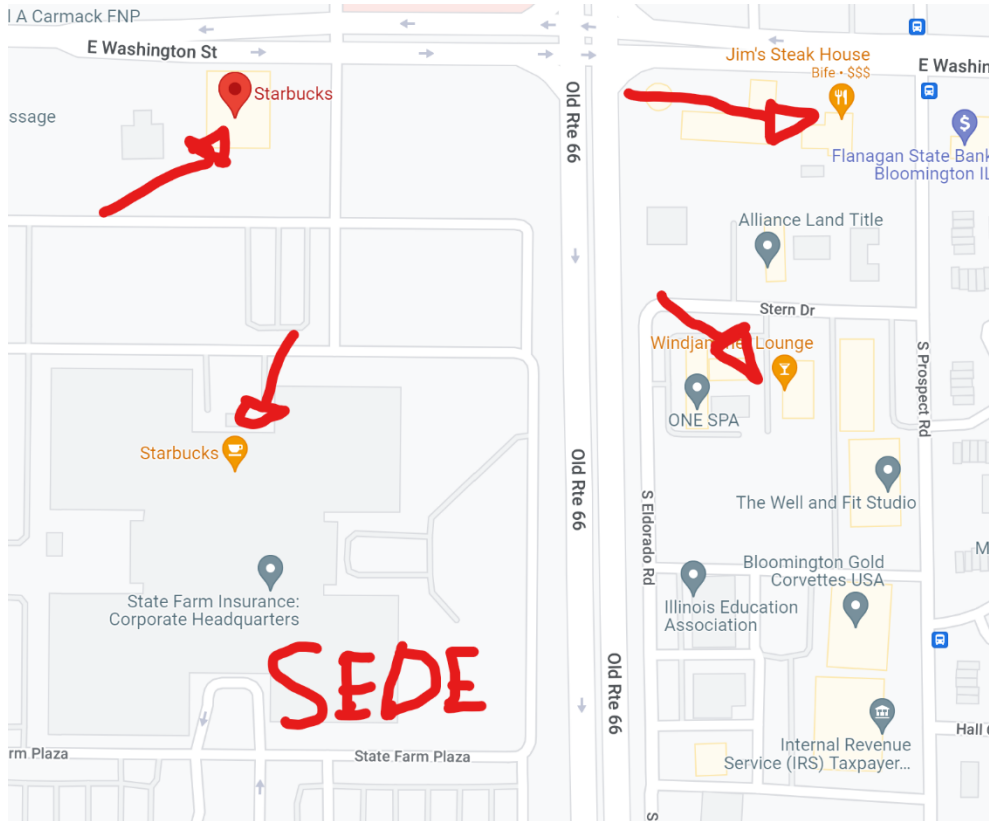 l A Carmack FNP
E Washington St
Jim's Steak House
Bife • $$$
E Washin
Starbucks
ssage
Old Rte 66
Flanagan State Bank
Bloomington IL
Alliance Land Title
Stern Dr
Lounge
S Prospect Rd
ONE SPA
Starbucks
Old Rte 66
The Well and Fit Studio
S Eldorado Rd
Bloomington Gold
Corvettes USA
M
State Farm Insurance:
Corporate Headquarters
Illinois Education
Association
SEDE
Old Rte 66
Hall
rm Plaza
State Farm Plaza
Internal Revenue
Service (IRS) Taxpayer...
S